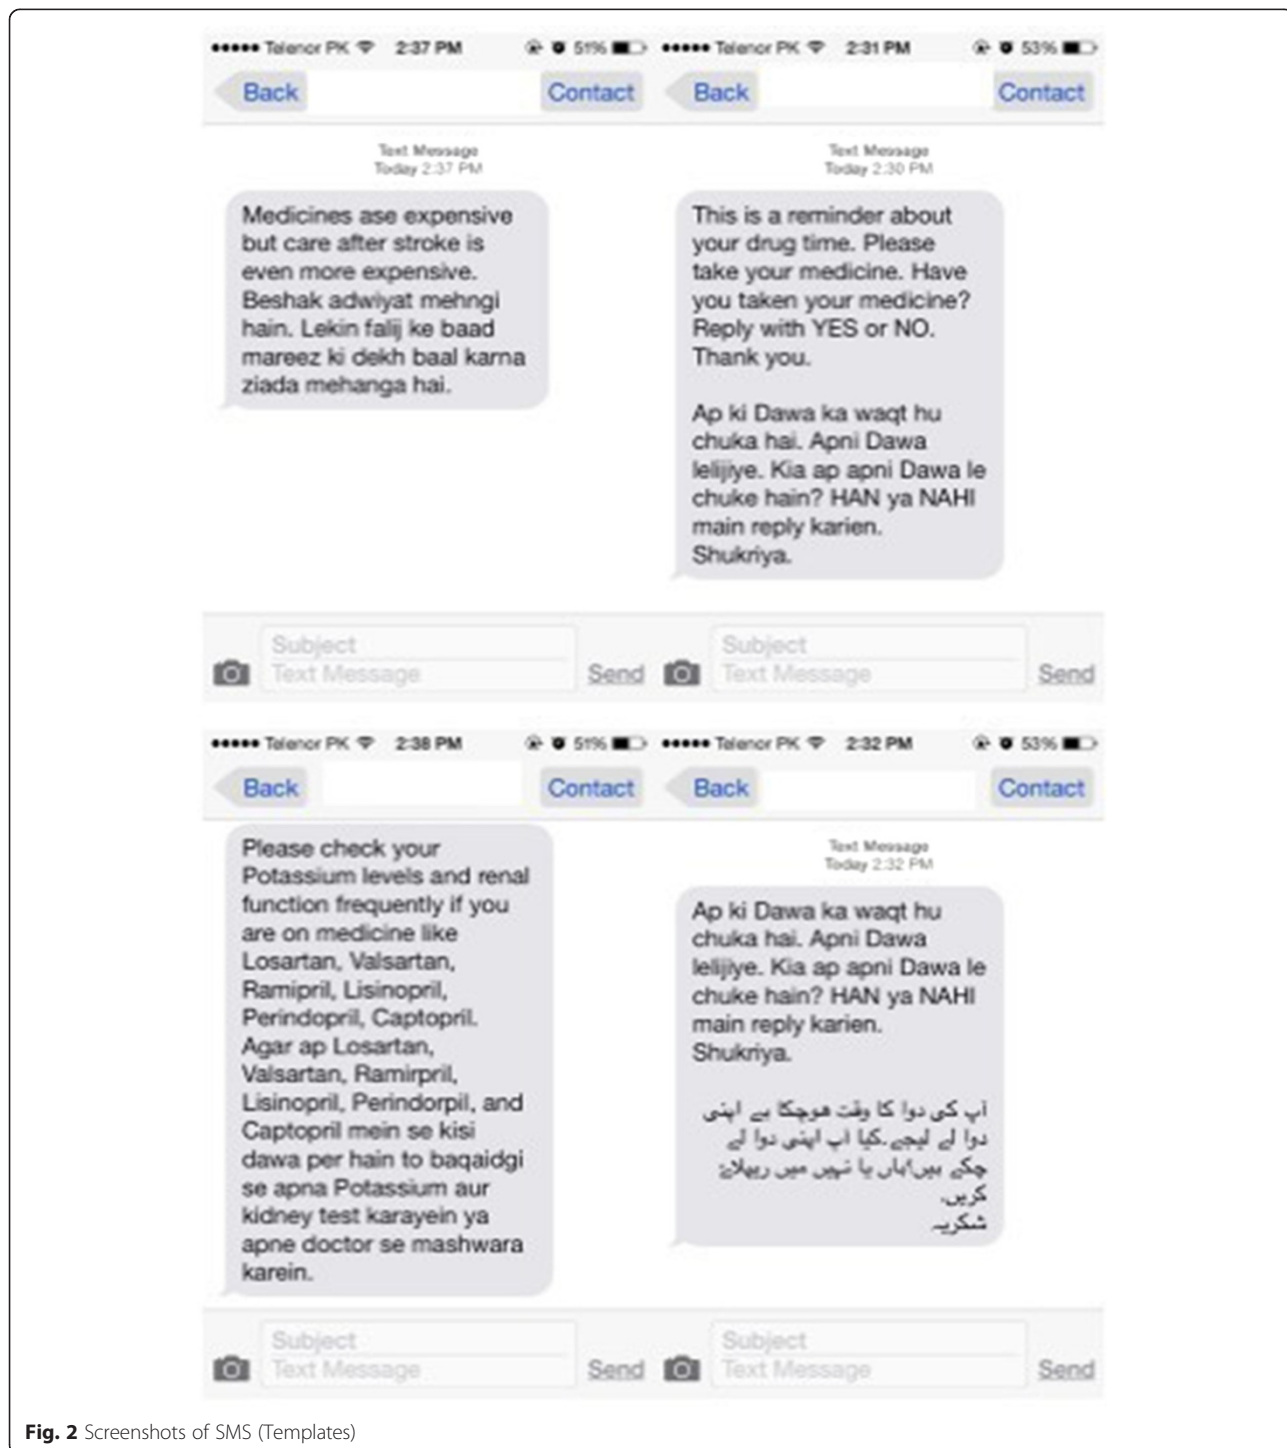 Telenor PK 2:37 PM 51%
Back Contact
Text Message
Today 2:37 PM
Medicines ase expensive
but care after stroke is
even more expensive.
Beshak adwiyat mehngi
hain. Lekin falij ke baad
mareez ki dekh baal karna
ziada mehanga hai.
Subject
Text Message
Send
Telenor PK 2:31 PM 53%
Back Contact
Text Message
Today 2:30 PM
This is a reminder about
your drug time. Please
take your medicine. Have
you taken your medicine?
Reply with YES or NO.
Thank you.
Ap ki Dawa ka waqt hu
chuka hai. Apni Dawa
lelijiye. Kia ap apni Dawa le
chuke hain? HAN ya NAHI
main reply karien.
Shukriya.
Subject
Text Message
Send
Telenor PK 2:38 PM 51%
Back Contact
Please check your
Potassium levels and renal
function frequently if you
are on medicine like
Losartan, Valsartan,
Ramipril, Lisinopril,
Perindopril, Captopril.
Agar ap Losartan,
Valsartan, Ramirpril,
Lisinopril, Perindorpil, and
Captopril mein se kisi
dawa per hain to baqaidgi
se apna Potassium aur
kidney test karayein ya
apne doctor se mashwara
karein.
Subject
Text Message
Send
Telenor PK 2:32 PM 53%
Back Contact
Text Message
Today 2:32 PM
Ap ki Dawa ka waqt hu
chuka hai. Apni Dawa
lelijiye. Kia ap apni Dawa le
chuke hain? HAN ya NAHI
main reply karien.
Shukriya.
آپ کی دوا کا وقت ھوچکا ہے اپنی
دوا لے لیجے۔کیا آپ اپنی دوا لے
چکے ہیں؟ہاں یا نہیں میں ریپلاۓ
کریں۔
شکریہ
Subject
Text Message
Send
Fig. 2 Screenshots of SMS (Templates)